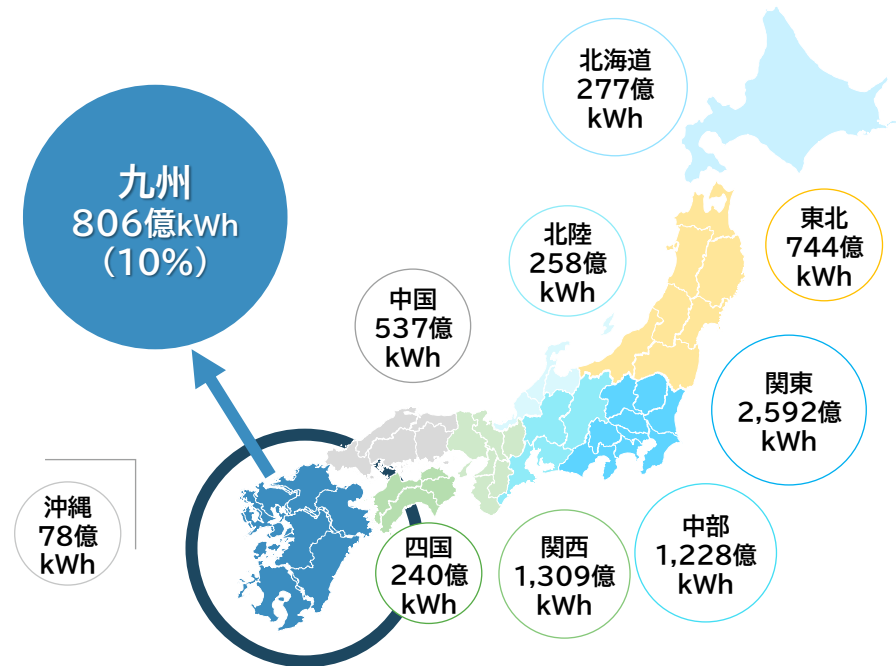 北海道
277億
kWh
九州
806億kWh
（10%）
東北
744億
kWh
北陸
258億
kWh
中国
537億
kWh
関東
2,592億
kWh
沖縄
78億
kWh
四国
240億
kWh
関西
1,309億
kWh
中部
1,228億
kWh